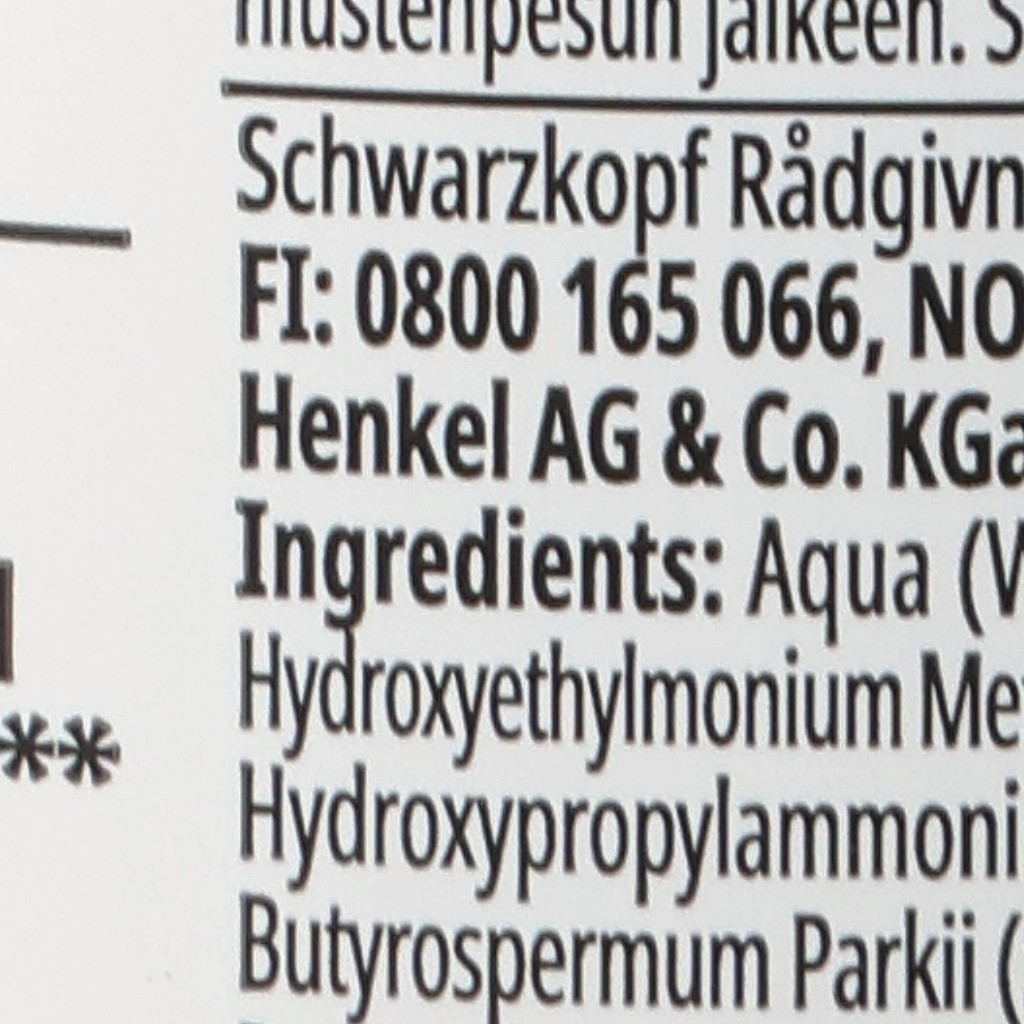 jälkeen. S
Schwarzkopf Rådgivn
FI: 0800 165 066, NO
Henkel AG & Co. KGa
Ingredients: Aqua (W
Hydroxyethylmonium Me
Hydroxypropylammoni
Butyrospermum Parkii (
**